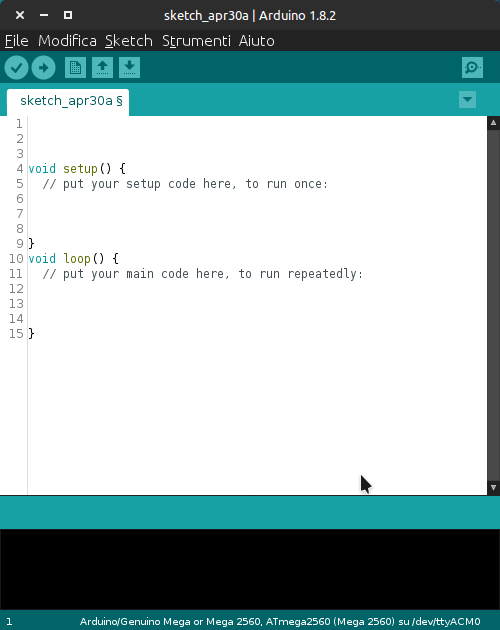 sketch_apr30a | Arduino 1.8.2
File Modifica Sketch Strumenti Aiuto
sketch_apr30a §
1
2
3
4 void setup() {
5 // put your setup code here, to run once:
6
7
8
9 }
10 void loop() {
11 // put your main code here, to run repeatedly:
12
13
14
15 }
1 Arduino/Genuino Mega or Mega 2560, ATmega2560 (Mega 2560) su /dev/ttyACM0